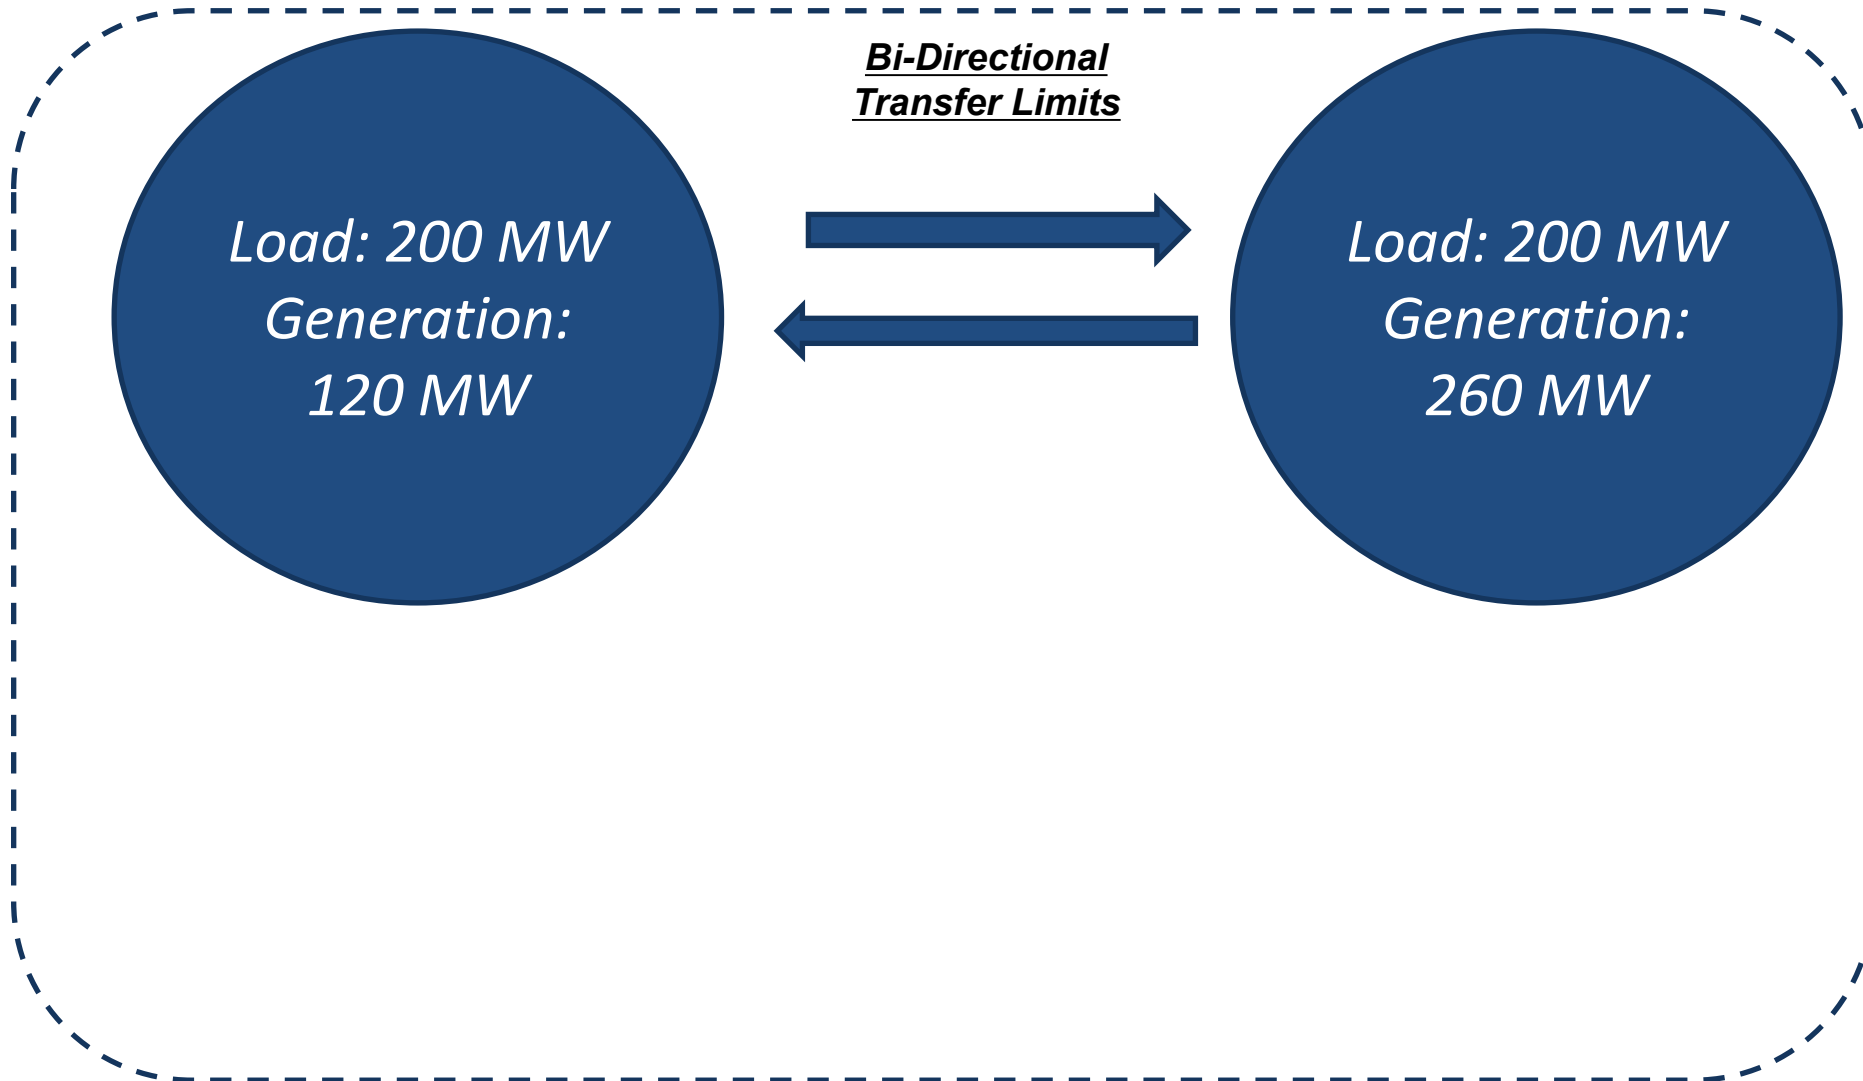 Bi-Directional
Transfer Limits
Load: 200 MW
Generation:
120 MW
Load: 200 MW
Generation:
260 MW